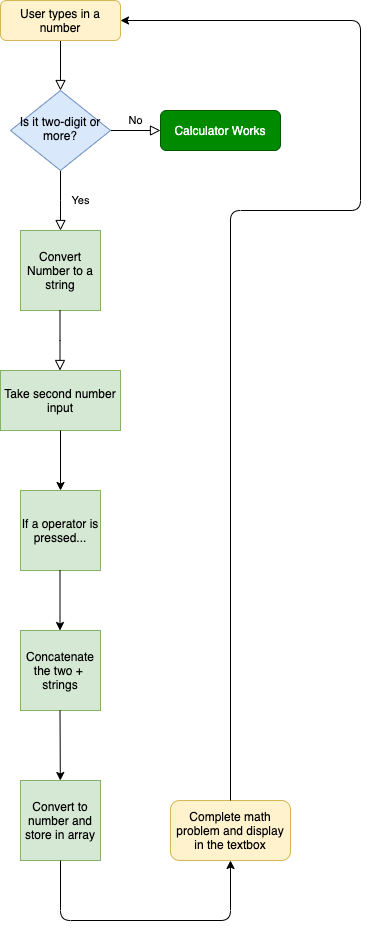 User types in a
number
Is it two-digit or
more?
No
Calculator Works
Yes
Convert
Number to a
string
Take second number
input
If a operator is
pressed...
Concatenate
the two +
strings
Convert to
number and
store in array
Complete math
problem and display
in the textbox